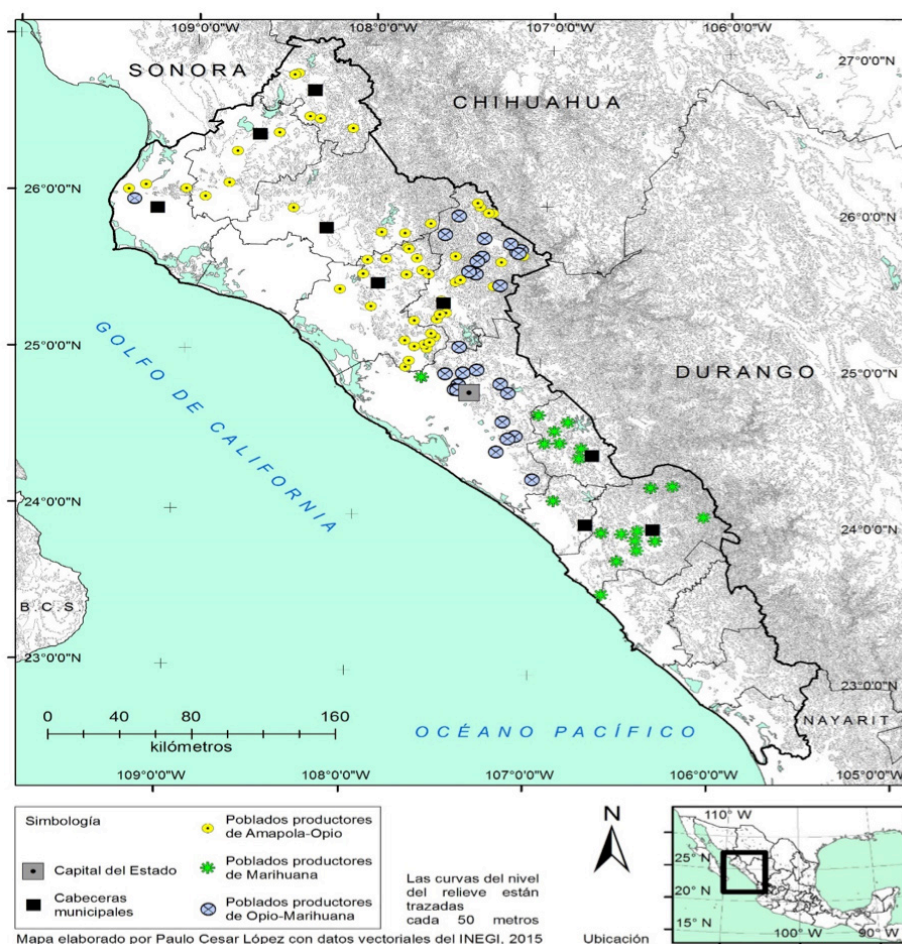 109°0'0"W 108°0'0"W 107°0'0"W 106°0'0"W
27°0'0"N
SONORA
CHIHUAHUA
26°0'0"N 26°0'0"N
25°0'0"N 25°0'0"N
DURANGO
GOLFO DE CALIFORNIA
24°0'0"N 24°0'0"N
B.C.S.
23°0'0"N 23°0'0"N
NAYARIT
0 40 80 160
kilómetros
OCÉANO PACÍFICO
109°0'0"W 108°0'0"W 107°0'0"W 106°0'0"W 105°0'0"W
Simbología
Capital del Estado
Cabeceras
municipales
Poblados productores
de Amapola-Opio
Poblados productores
de Marihuana
Poblados productores
de Opio-Marihuana
N
Las curvas del nivel
del relieve están
trazadas
cada 50 metros
110° W
25° N
20° N
15° N
100° W 90° W
Mapa elaborado por Paulo Cesar López con datos vectoriales del INEGI, 2015
Ubicación